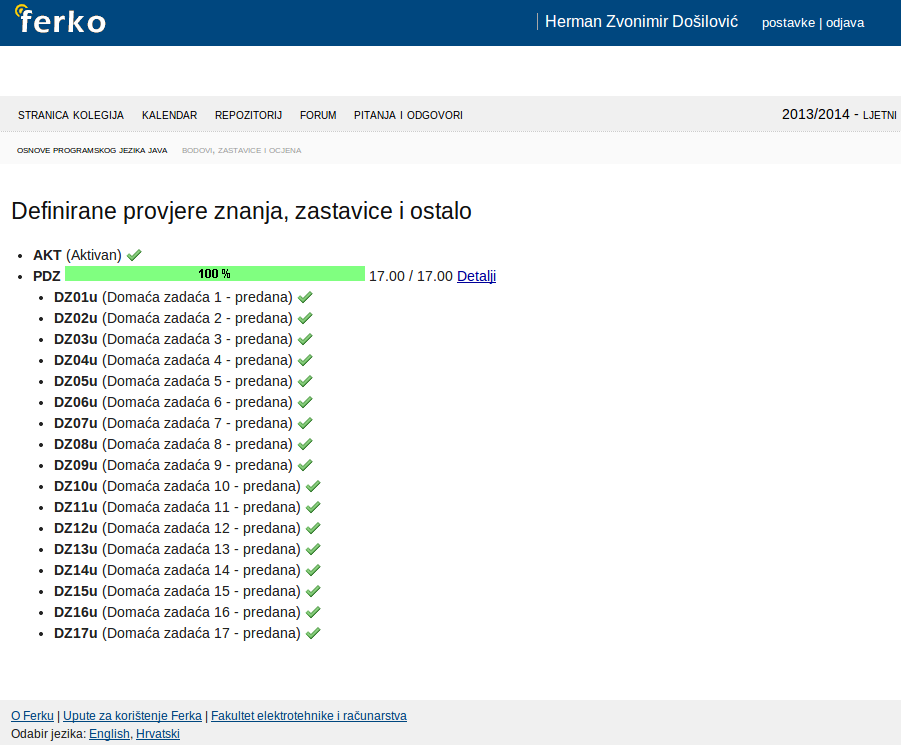 ferko
Herman Zvonimir Došilović postavke | odjava
STRANICA KOLEGIJA KALENDAR REPOZITORIJ FORUM PITANJA I ODGOVORI 2013/2014 - LJETNI
OSNOVE PROGRAMSKOG JEZIKA JAVA BODOVI, ZASTAVICE I OCJENA
Definirane provjere znanja, zastavice i ostalo
AKT (Aktivan)
PDZ 100 % 17.00 / 17.00 Detalji
DZ01u (Domaća zadaća 1 - predana)
DZ02u (Domaća zadaća 2 - predana)
DZ03u (Domaća zadaća 3 - predana)
DZ04u (Domaća zadaća 4 - predana)
DZ05u (Domaća zadaća 5 - predana)
DZ06u (Domaća zadaća 6 - predana)
DZ07u (Domaća zadaća 7 - predana)
DZ08u (Domaća zadaća 8 - predana)
DZ09u (Domaća zadaća 9 - predana)
DZ10u (Domaća zadaća 10 - predana)
DZ11u (Domaća zadaća 11 - predana)
DZ12u (Domaća zadaća 12 - predana)
DZ13u (Domaća zadaća 13 - predana)
DZ14u (Domaća zadaća 14 - predana)
DZ15u (Domaća zadaća 15 - predana)
DZ16u (Domaća zadaća 16 - predana)
DZ17u (Domaća zadaća 17 - predana)
O Ferku | Upute za korištenje Ferka | Fakultet elektrotehnike i računarstva
Odabir jezika: English, Hrvatski